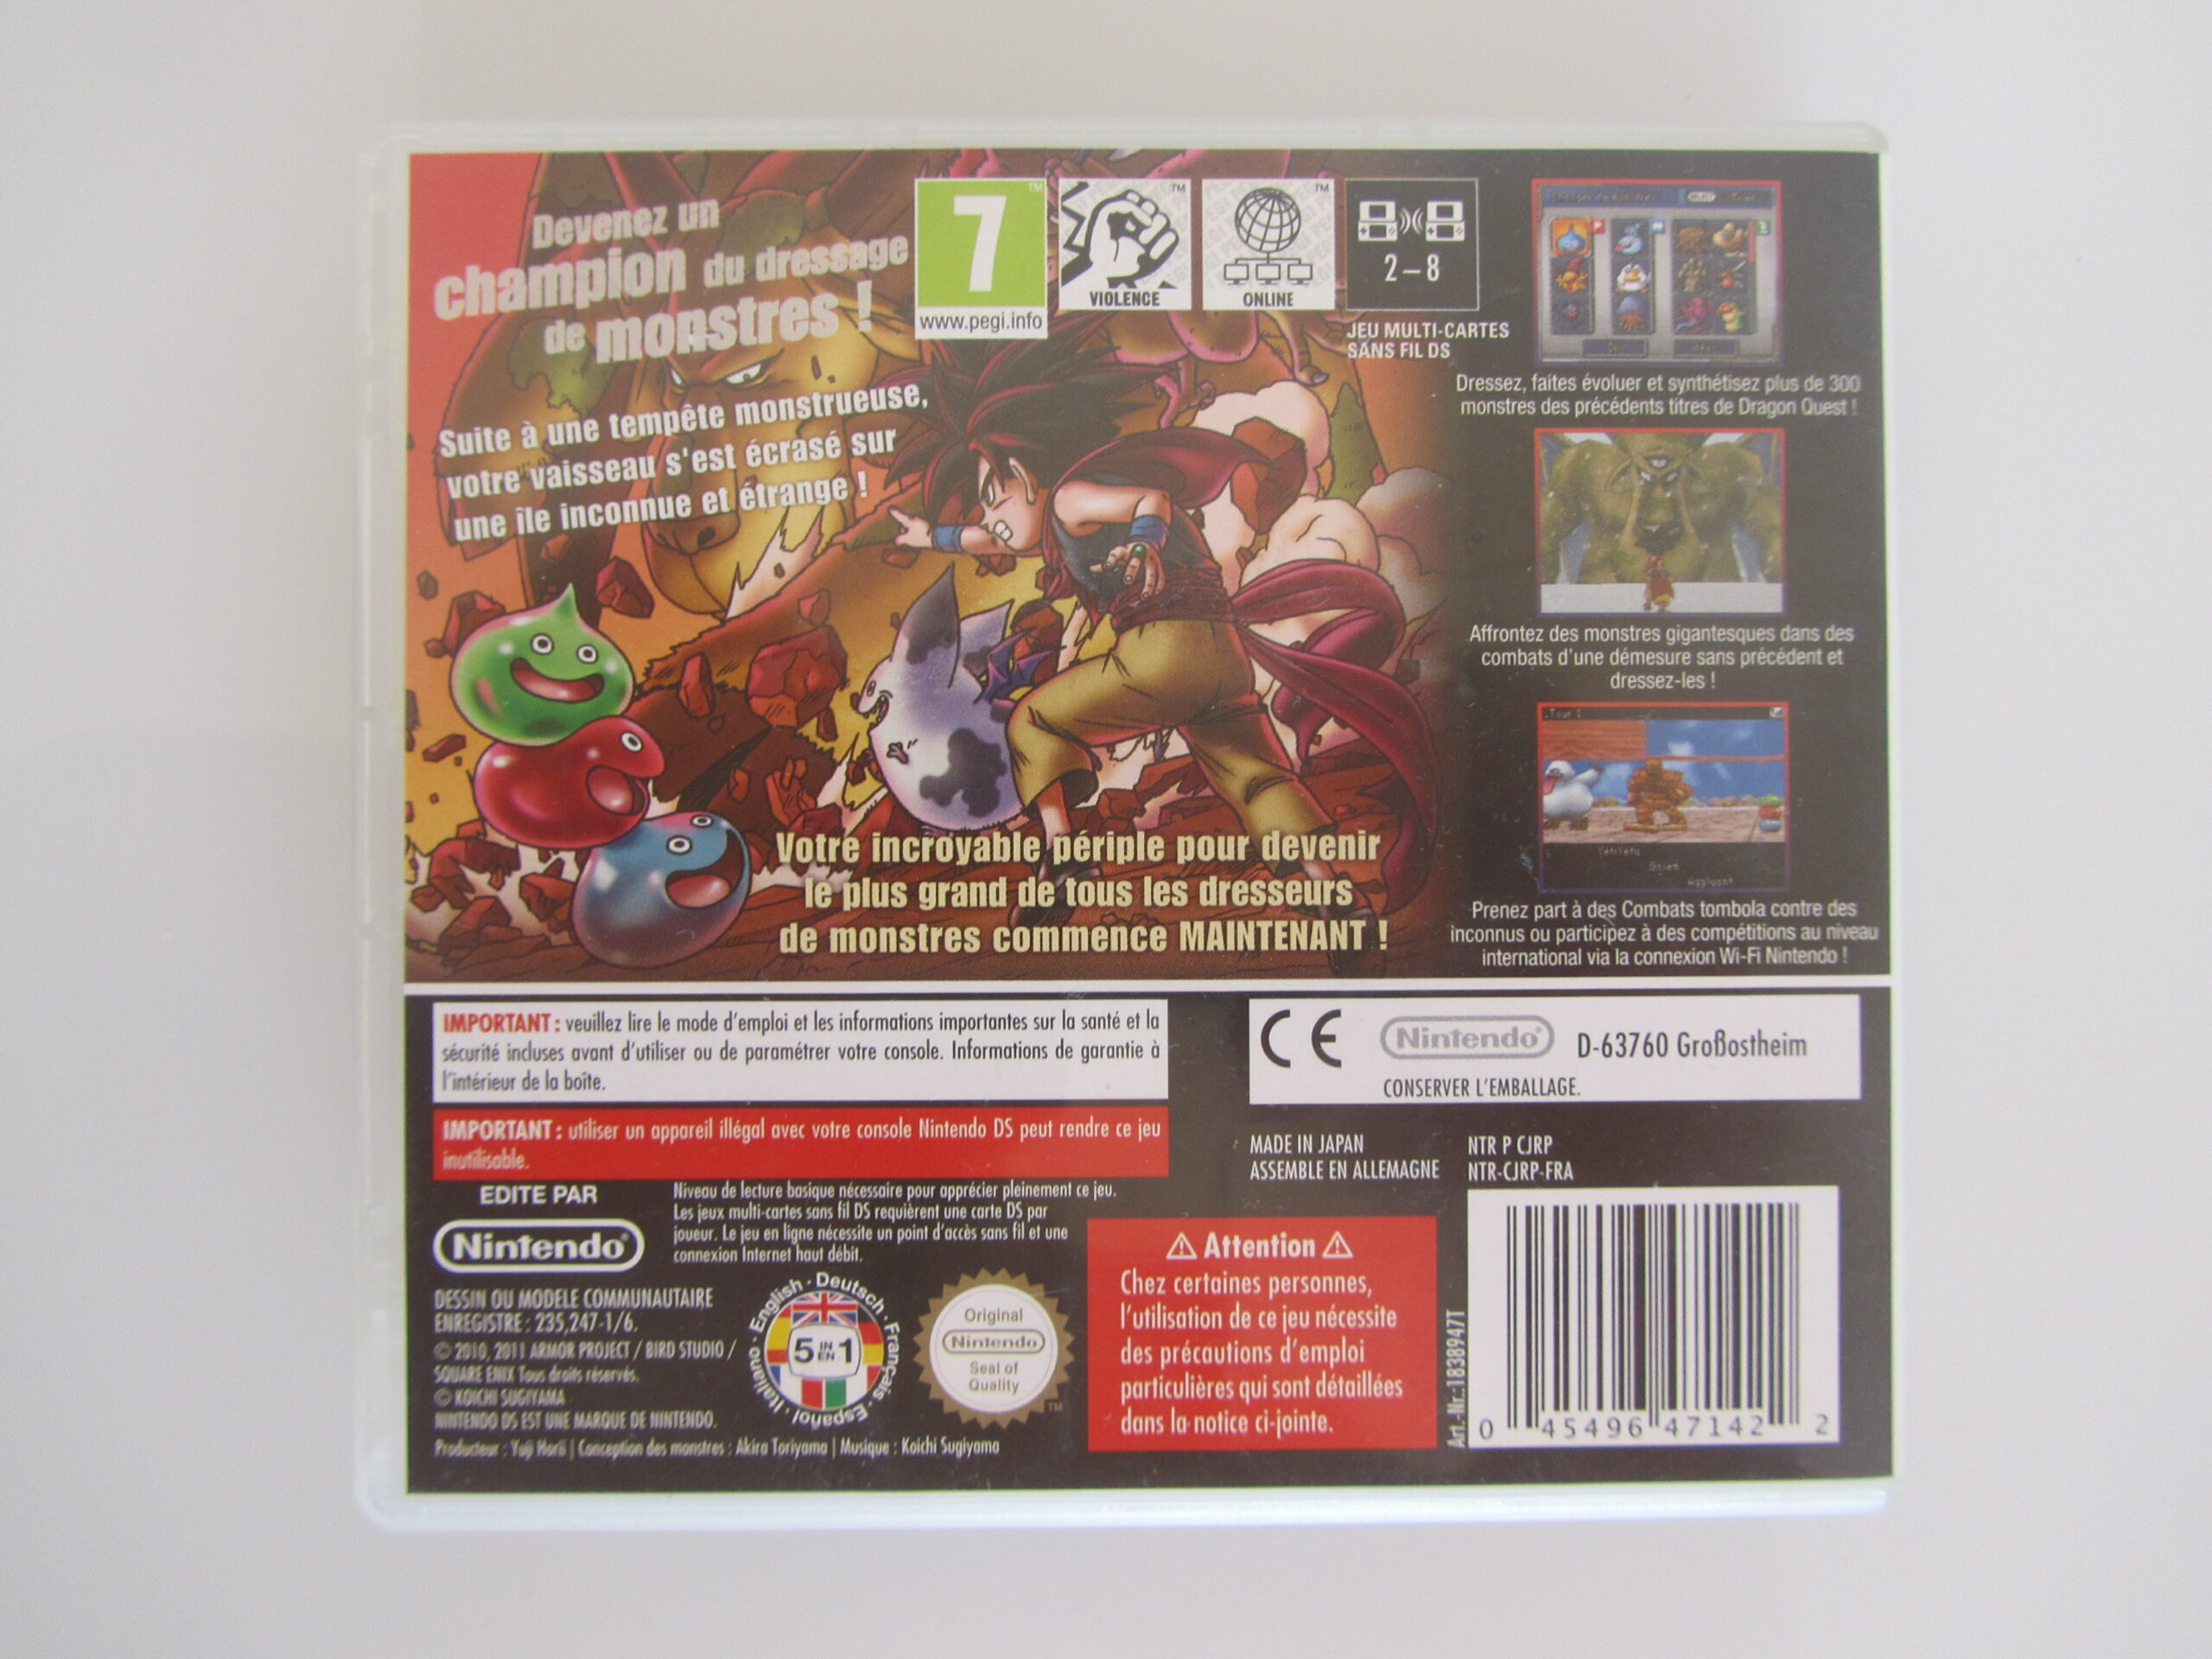 Devenez un
champion du dressage
de monstres !
Suite à une tempête monstrueuse,
votre vaisseau s'est écrasé sur
une île inconnue et étrange !
7
www.pegi.info
VIOLENCE
ONLINE
2–8
JEU MULTI-CARTES
SANS FIL DS
Dressez, faites évoluer et synthétisez plus de 300
monstres des précédents titres de Dragon Quest !
Affrontez des monstres gigantesques dans des
combats d'une démesure sans précédent et
dressez-les !
Tour 1
Golem
Prenez part à des Combats tombola contre des
inconnus ou participez à des compétitions au niveau
international via la connexion Wi-Fi Nintendo !
Votre incroyable périple pour devenir
le plus grand de tous les dresseurs
de monstres commence MAINTENANT !
IMPORTANT : veuillez lire le mode d'emploi et les informations importantes sur la santé et la
sécurité incluses avant d'utiliser ou de paramétrer votre console. Informations de garantie à
l'intérieur de la boîte.
IMPORTANT : utiliser un appareil illégal avec votre console Nintendo DS peut rendre ce jeu
inutilisable.
CE Nintendo® D-63760 Großostheim
CONSERVER L'EMBALLAGE.
MADE IN JAPAN
ASSEMBLE EN ALLEMAGNE
NTR P CJRP
NTR-CJRP-FRA
EDITE PAR
Nintendo®
Niveau de lecture basique nécessaire pour apprécier pleinement ce jeu.
Les jeux multi-cartes sans fil DS requièrent une carte DS par
joueur. Le jeu en ligne nécessite un point d'accès sans fil et une
connexion Internet haut débit.
DESSIN OU MODELE COMMUNAUTAIRE
ENREGISTRE : 235,247-1/6.
© 2010, 2011 ARMOR PROJECT / BIRD STUDIO /
SQUARE ENIX Tous droits réservés.
© KOICHI SUGIYAMA
NINTENDO DS EST UNE MARQUE DE NINTENDO.
Producteur : Yuji Horii | Conception des monstres : Akira Toriyama | Musique : Koichi Sugiyama
English · Deutsch · Français · Español · Italiano ·
5 IN EN 1
Original
Nintendo
Seal of
Quality
TM
⚠ Attention ⚠
Chez certaines personnes,
l'utilisation de ce jeu nécessite
des précautions d'emploi
particulières qui sont détaillées
dans la notice ci-jointe.
Art.-Nr.:1838947T
0 45496 47142 2